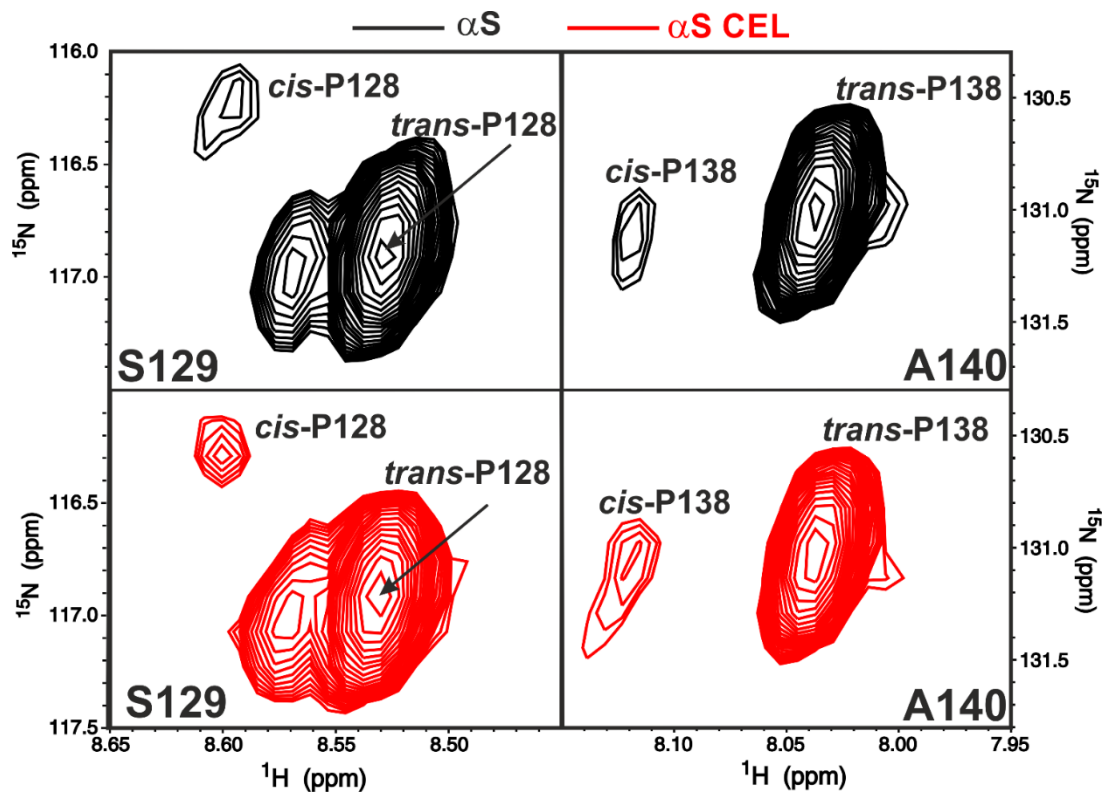 αS αS CEL
116.0
116.5
117.0
¹⁵N (ppm)
cis-P128
trans-P128
S129
trans-P138
cis-P138
A140
130.5
131.0
131.5
¹⁵N (ppm)
116.5
117.0
117.5
¹⁵N (ppm)
cis-P128
trans-P128
S129
trans-P138
cis-P138
A140
130.5
131.0
131.5
¹⁵N (ppm)
8.65 8.60 8.55 8.50
¹H (ppm)
8.10 8.05 8.00 7.95
¹H (ppm)